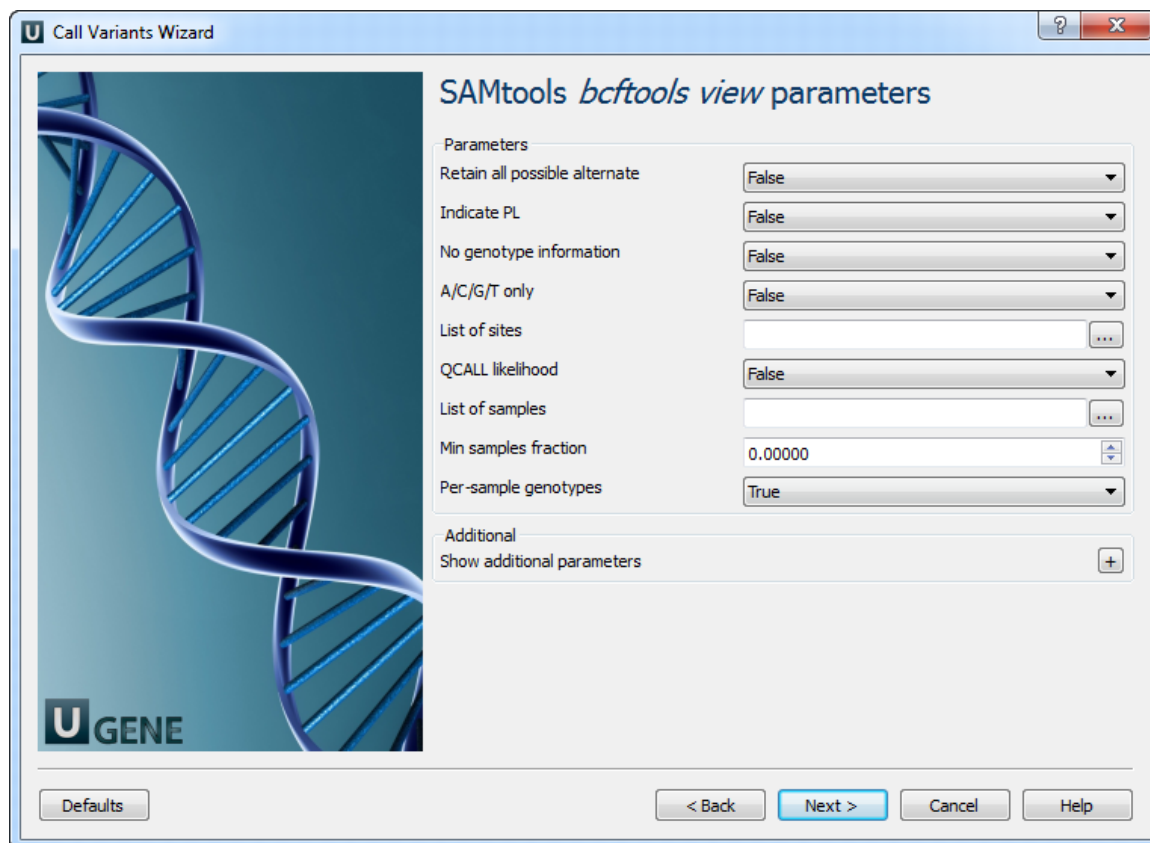 U Call Variants Wizard
SAMtools bcftools view parameters
Parameters
Retain all possible alternate False
Indicate PL False
No genotype information False
A/C/G/T only False
List of sites ...
QCALL likelihood False
List of samples ...
Min samples fraction 0.00000
Per-sample genotypes True
Additional
Show additional parameters +
U GENE
Defaults < Back Next > Cancel Help